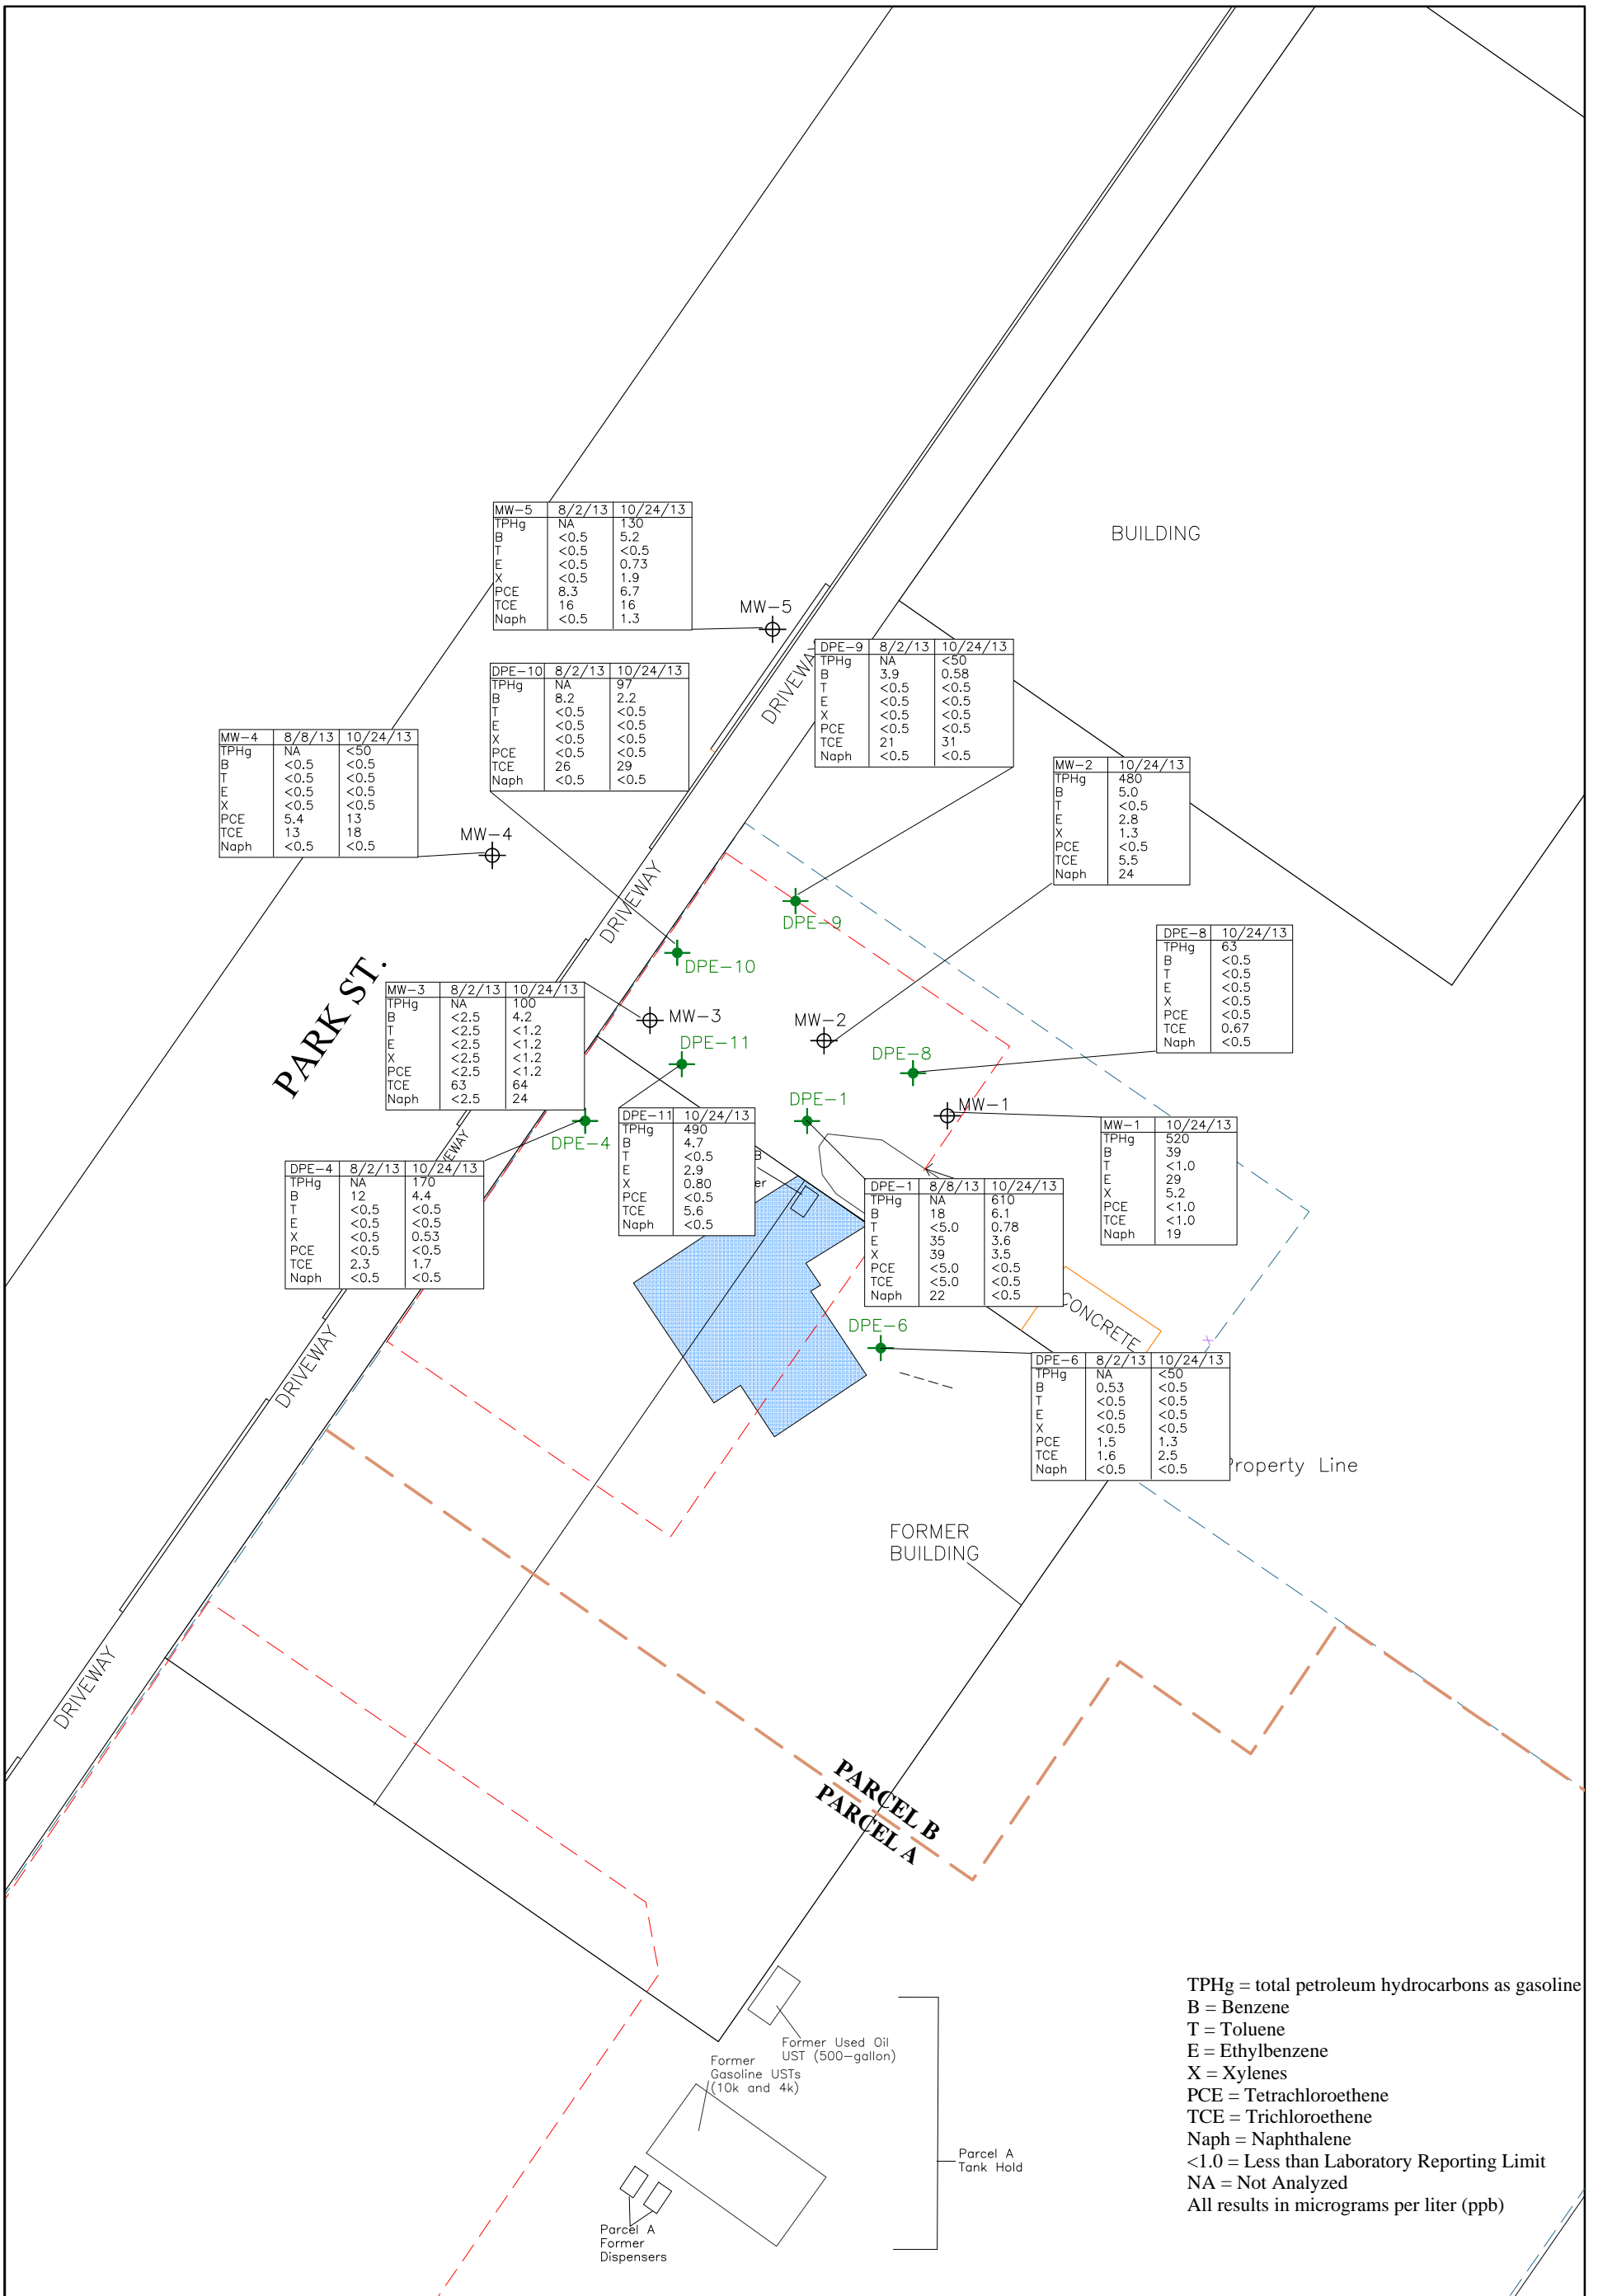 BUILDING
MW-5 8/2/13 10/24/13
TPHg NA 130
B <0.5 5.2
T <0.5 <0.5
E <0.5 0.73
X <0.5 1.9
PCE 8.3 6.7
TCE 16 16
Naph <0.5 1.3
MW-5
DRIVEWAY
DPE-9 8/2/13 10/24/13
TPHg NA <50
B 3.9 0.58
T <0.5 <0.5
E <0.5 <0.5
X <0.5 <0.5
PCE <0.5 <0.5
TCE 21 31
Naph <0.5 <0.5
DPE-10 8/2/13 10/24/13
TPHg NA 97
B 8.2 2.2
T <0.5 <0.5
E <0.5 <0.5
X <0.5 <0.5
PCE <0.5 <0.5
TCE 26 29
Naph <0.5 <0.5
MW-4 8/8/13 10/24/13
TPHg NA <50
B <0.5 <0.5
T <0.5 <0.5
E <0.5 <0.5
X <0.5 <0.5
PCE 5.4 13
TCE 13 18
Naph <0.5 <0.5
MW-4
MW-2 10/24/13
TPHg 480
B 5.0
T <0.5
E 2.8
X 1.3
PCE <0.5
TCE 5.5
Naph 24
DRIVEWAY
DPE-9
DPE-10
DPE-8 10/24/13
TPHg 63
B <0.5
T <0.5
E <0.5
X <0.5
PCE <0.5
TCE 0.67
Naph <0.5
PARK ST.
MW-3 8/2/13 10/24/13
TPHg NA 100
B <2.5 4.2
T <2.5 <1.2
E <2.5 <1.2
X <2.5 <1.2
PCE <2.5 <1.2
TCE 63 64
Naph <2.5 24
MW-3
MW-2
DPE-11
DPE-8
DPE-1
MW-1
DPE-4
EWAY
DPE-11 10/24/13
TPHg 490
B 4.7
T <0.5
E 2.9
X 0.80
PCE <0.5
TCE 5.6
Naph <0.5
B
er
MW-1 10/24/13
TPHg 520
B 39
T <1.0
E 29
X 5.2
PCE <1.0
TCE <1.0
Naph 19
DPE-4 8/2/13 10/24/13
TPHg NA 170
B 12 4.4
T <0.5 <0.5
E <0.5 <0.5
X <0.5 0.53
PCE <0.5 <0.5
TCE 2.3 1.7
Naph <0.5 <0.5
DPE-1 8/8/13 10/24/13
TPHg NA 610
B 18 6.1
T <5.0 0.78
E 35 3.6
X 39 3.5
PCE <5.0 <0.5
TCE <5.0 <0.5
Naph 22 <0.5
CONCRETE
DPE-6
DRIVEWAY
DPE-6 8/2/13 10/24/13
TPHg NA <50
B 0.53 <0.5
T <0.5 <0.5
E <0.5 <0.5
X <0.5 <0.5
PCE 1.5 1.3
TCE 1.6 2.5
Naph <0.5 <0.5
X
Property Line
FORMER
BUILDING
DRIVEWAY
PARCEL B
PARCEL A
Former Used Oil
UST (500-gallon)
Former
Gasoline USTs
(10k and 4k)
Parcel A
Tank Hold
Parcel A
Former
Dispensers
TPHg = total petroleum hydrocarbons as gasoline
B = Benzene
T = Toluene
E = Ethylbenzene
X = Xylenes
PCE = Tetrachloroethene
TCE = Trichloroethene
Naph = Naphthalene
<1.0 = Less than Laboratory Reporting Limit
NA = Not Analyzed
All results in micrograms per liter (ppb)